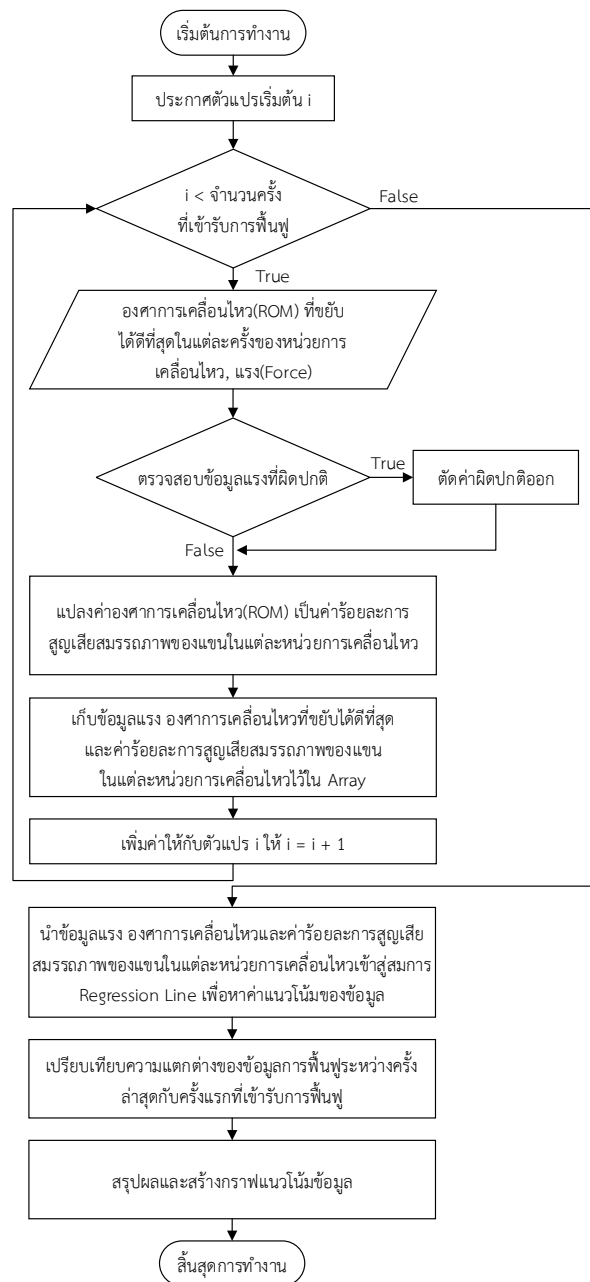 เริ่มต้นการทำงาน
ประกาศตัวแปรเริ่มต้น i
i < จำนวนครั้ง
ที่เข้ารับการฟื้นฟู
False
True
องศาการเคลื่อนไหว(ROM) ที่ขยับ
ได้ดีที่สุดในแต่ละครั้งของหน่วยการ
เคลื่อนไหว, แรง(Force)
ตรวจสอบข้อมูลแรงที่ผิดปกติ
True
ตัดค่าผิดปกติออก
False
แปลงค่าองศาการเคลื่อนไหว(ROM) เป็นค่าร้อยละการ
สูญเสียสมรรถภาพของแขนในแต่ละหน่วยการเคลื่อนไหว
เก็บข้อมูลแรง องศาการเคลื่อนไหวที่ขยับได้ดีที่สุด
และค่าร้อยละการสูญเสียสมรรถภาพของแขน
ในแต่ละหน่วยการเคลื่อนไหวไว้ใน Array
เพิ่มค่าให้กับตัวแปร i ให้ i = i + 1
นำข้อมูลแรง องศาการเคลื่อนไหวและค่าร้อยละการสูญเสีย
สมรรถภาพของแขนในแต่ละหน่วยการเคลื่อนไหวเข้าสู่สมการ
Regression Line เพื่อหาค่าแนวโน้มของข้อมูล
เปรียบเทียบความแตกต่างของข้อมูลการฟื้นฟูระหว่างครั้ง
ล่าสุดกับครั้งแรกที่เข้ารับการฟื้นฟู
สรุปผลและสร้างกราฟแนวโน้มข้อมูล
สิ้นสุดการทำงาน